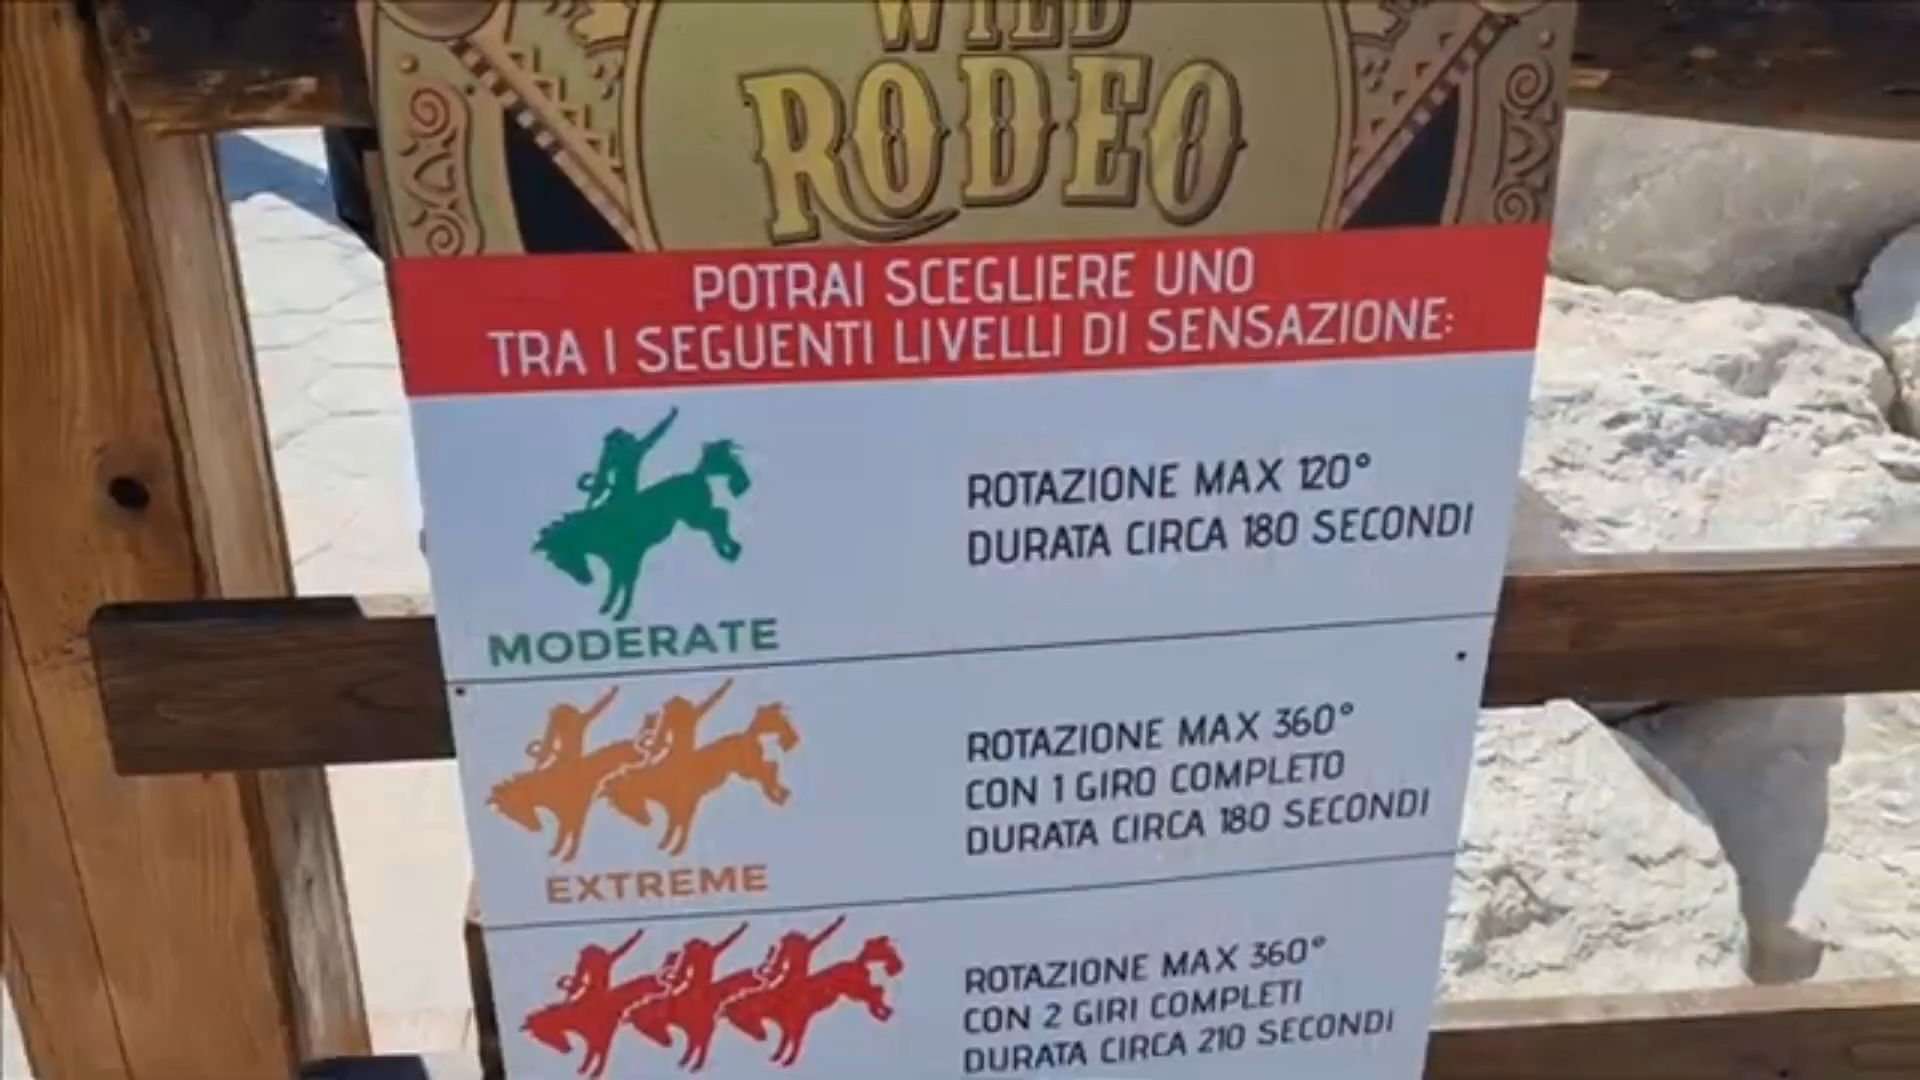 WILD
RODEO
POTRAI SCEGLIERE UNO
TRA I SEGUENTI LIVELLI DI SENSAZIONE:
ROTAZIONE MAX 120°
DURATA CIRCA 180 SECONDI
MODERATE
ROTAZIONE MAX 360°
CON 1 GIRO COMPLETO
DURATA CIRCA 180 SECONDI
EXTREME
ROTAZIONE MAX 360°
CON 2 GIRI COMPLETI
DURATA CIRCA 210 SECONDI